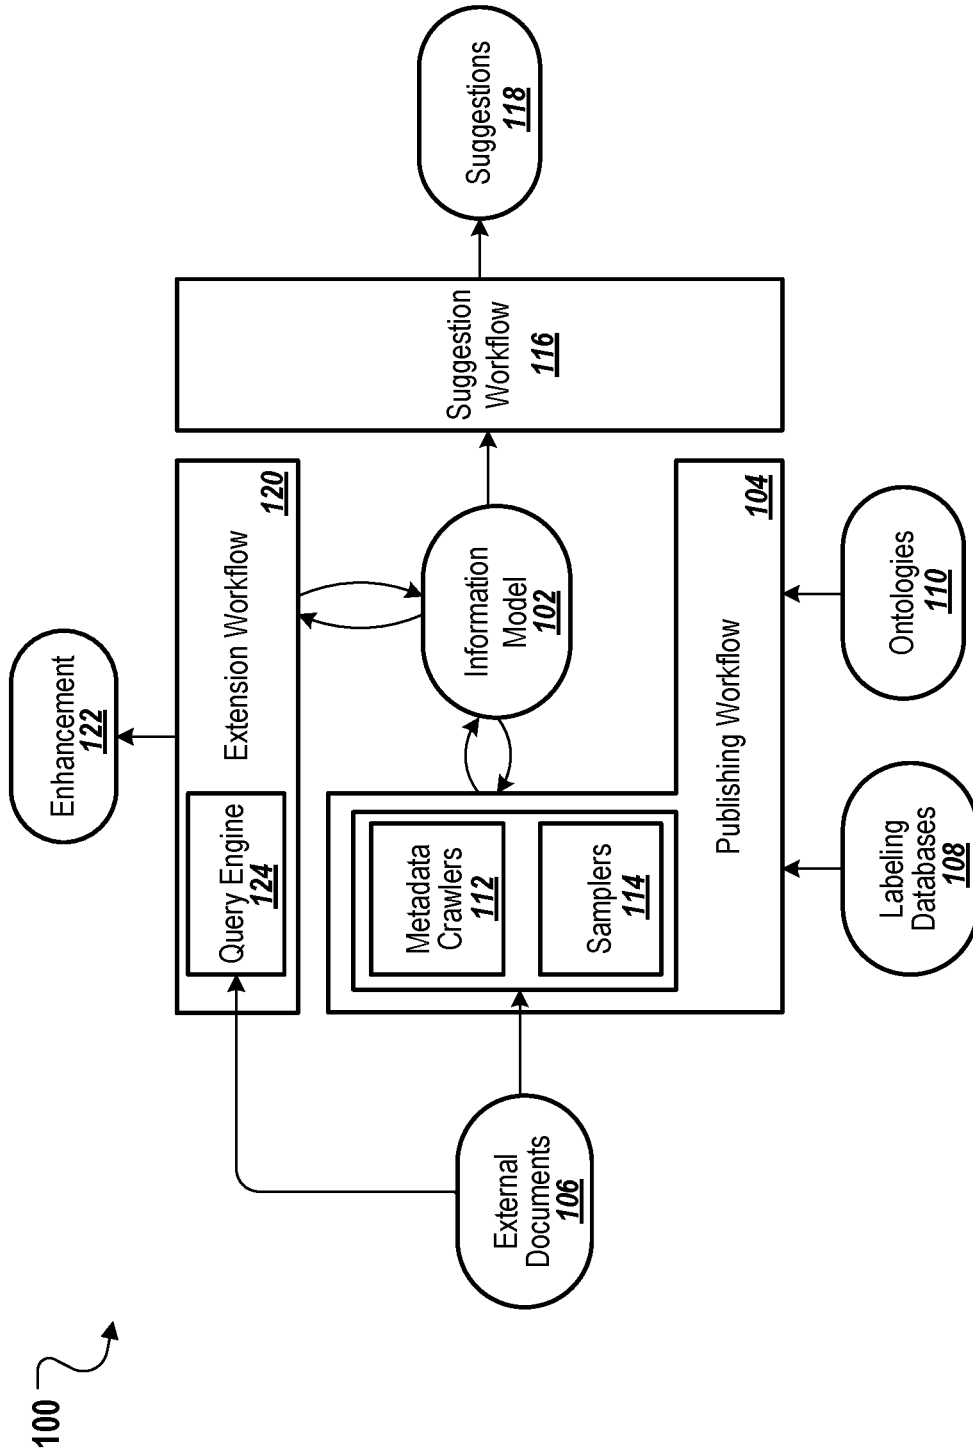 100
Enhancement
122
Query Engine
124
Extension Workflow
120
External
Documents
106
Metadata
Crawlers
112
Samplers
114
Information
Model
102
Publishing Workflow
104
Suggestion
Workflow
116
Suggestions
118
Labeling
Databases
108
Ontologies
110